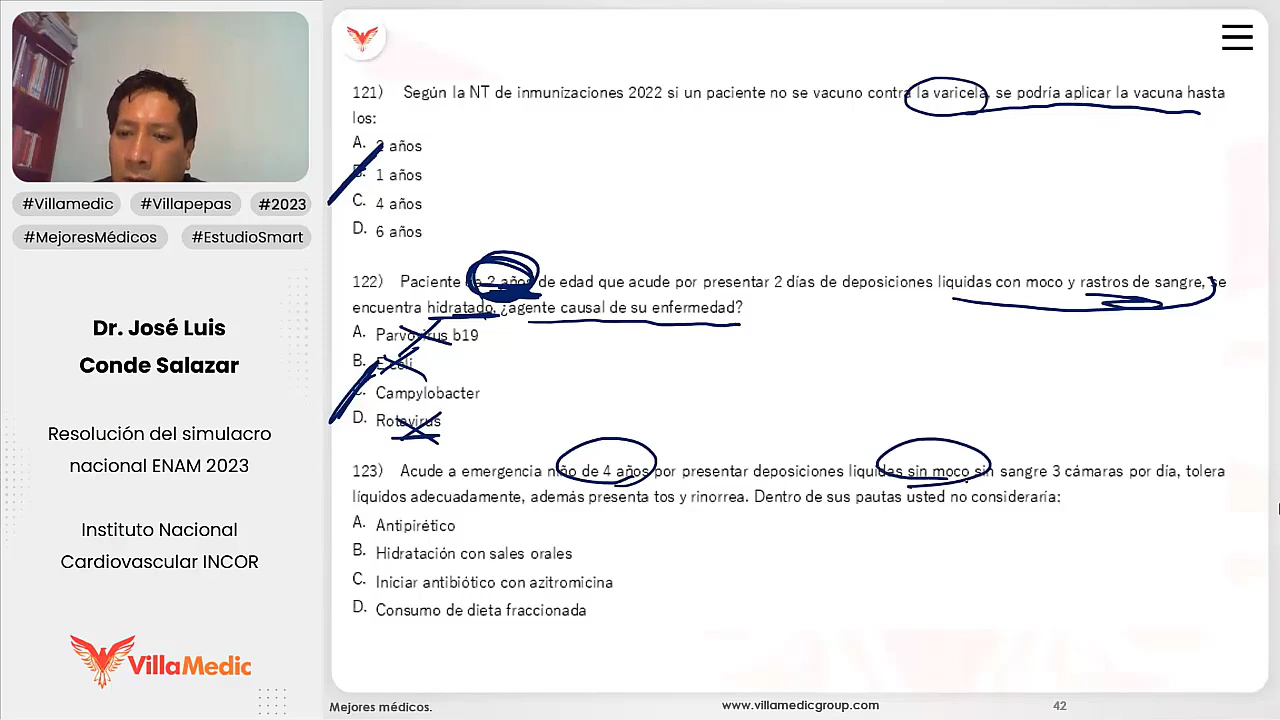 #Villamedic #Villapepas #2023
#MejoresMédicos #EstudioSmart
Dr. José Luis
Conde Salazar
Resolución del simulacro
nacional ENAM 2023
Instituto Nacional
Cardiovascular INCOR
VillaMedic
121) Según la NT de inmunizaciones 2022 si un paciente no se vacuno contra la varicela, se podría aplicar la vacuna hasta
los:
A. 2 años
B. 1 años
C. 4 años
D. 6 años
122) Paciente de 2 años de edad que acude por presentar 2 días de deposiciones liquidas con moco y rastros de sangre, se
encuentra hidratado. ¿agente causal de su enfermedad?
A. Parvovirus b19
B. E coli
C. Campylobacter
D. Rotavirus
123) Acude a emergencia niño de 4 años por presentar deposiciones liquidas sin moco sin sangre 3 cámaras por día, tolera
líquidos adecuadamente, además presenta tos y rinorrea. Dentro de sus pautas usted no consideraría:
A. Antipirético
B. Hidratación con sales orales
C. Iniciar antibiótico con azitromicina
D. Consumo de dieta fraccionada
Mejores médicos. www.villamedicgroup.com 42